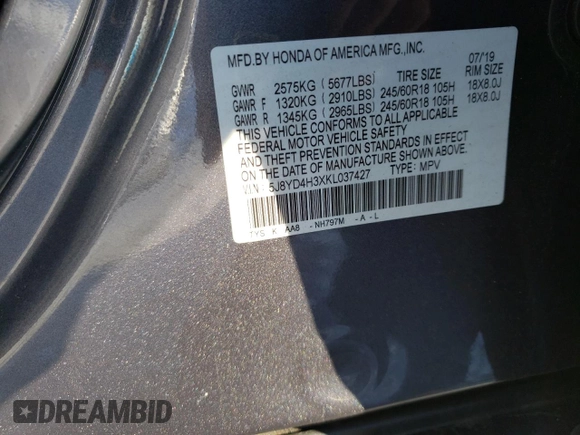 MFD.BY HONDA OF AMERICA MFG.,INC.
07/'19
GVWR 2575KG ( 5677LBS) TIRE SIZE RIM SIZE
GAWR F 1320KG ( 2910LBS) 245/60R18 105H 18X8.0J
GAWR R 1345KG ( 2965LBS) 245/60R18 105H 18X8.0J
THIS VEHICLE CONFORMS TO ALL APPLICABLE
FEDERAL MOTOR VEHICLE SAFETY
AND THEFT PREVENTION STANDARDS IN EFFECT
ON THE DATE OF MANUFACTURE SHOWN ABOVE.
V.I.N.: 5J8YD4H3XKL037427 TYPE: MPV
TYS K AA8 - NH797M - A - L
DREAMBID